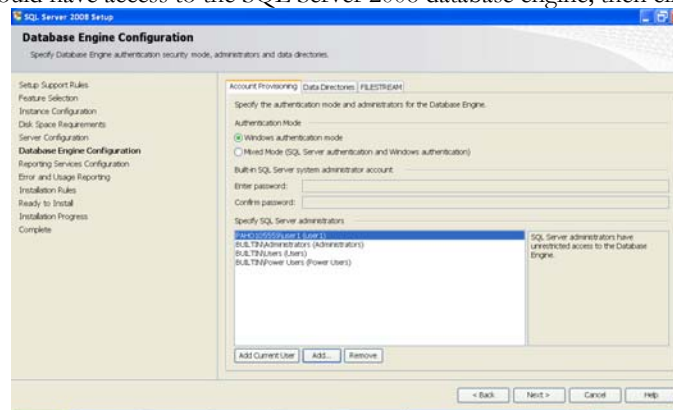 ould have access to the SQL Server 2008 database engine, then
SQL Server 2008 Setup
Database Engine Configuration
Specify Database Engine authentication security mode, administrators and data directories.
Setup Support Rules
Feature Selection
Instance Configuration
Disk Space Requirements
Server Configuration
Database Engine Configuration
Reporting Services Configuration
Error and Usage Reporting
Installation Rules
Ready to Install
Installation Progress
Complete
Account Provisioning Data Directories FILESTREAM
Specify the authentication mode and administrators for the Database Engine.
Authentication Mode
Windows authentication mode
Mixed Mode (SQL Server authentication and Windows authentication)
Built-in SQL Server system administrator account
Enter password:
Confirm password:
Specify SQL Server administrators
(user1)
BUILTIN\Administrators (Administrators)
BUILTIN\Users (Users)
BUILTIN\Power Users (Power Users)
SQL Server administrators have
unrestricted access to the Database
Engine.
Add Current User Add... Remove
< Back Next > Cancel Help